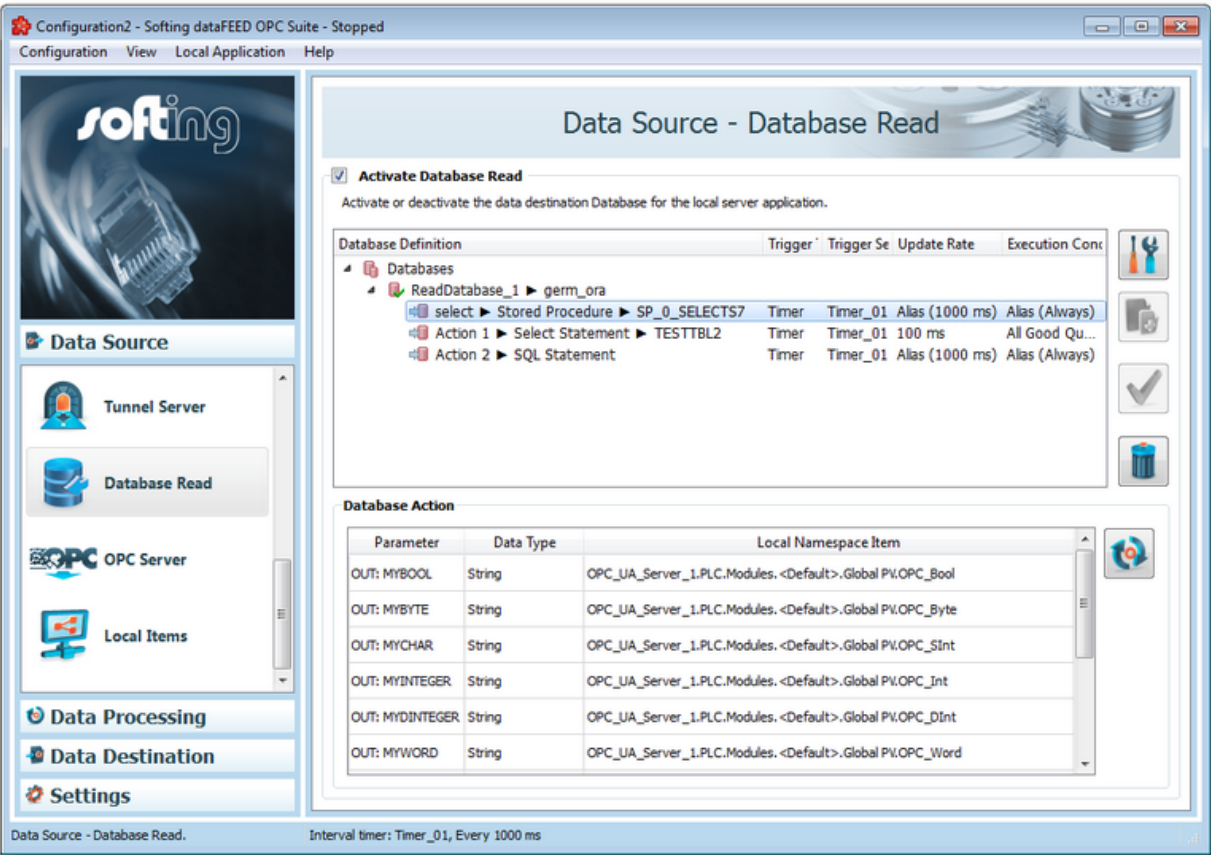 Configuration2 - Softing dataFEED OPC Suite - Stopped
Configuration View Local Application Help
softing
Data Source - Database Read
Activate Database Read
Activate or deactivate the data destination Database for the local server application.
Database Definition Trigger Trigger Se Update Rate Execution Conc
Databases
ReadDatabase_1 ▶ germ_ora
select ▶ Stored Procedure ▶ SP_0_SELECTS7 Timer Timer_01 Alias (1000 ms) Alias (Always)
Action 1 ▶ Select Statement ▶ TESTTBL2 Timer Timer_01 100 ms All Good Qu...
Action 2 ▶ SQL Statement Timer Timer_01 Alias (1000 ms) Alias (Always)
Data Source
Tunnel Server
Database Read
OPC OPC Server
Local Items
Data Processing
Data Destination
Settings
Database Action
Parameter Data Type Local Namespace Item
OUT: MYBOOL String OPC_UA_Server_1.PLC.Modules.<Default>.Global PV.OPC_Bool
OUT: MYBYTE String OPC_UA_Server_1.PLC.Modules.<Default>.Global PV.OPC_Byte
OUT: MYCHAR String OPC_UA_Server_1.PLC.Modules.<Default>.Global PV.OPC_SInt
OUT: MYINTEGER String OPC_UA_Server_1.PLC.Modules.<Default>.Global PV.OPC_Int
OUT: MYDINTEGER String OPC_UA_Server_1.PLC.Modules.<Default>.Global PV.OPC_DInt
OUT: MYWORD String OPC_UA_Server_1.PLC.Modules.<Default>.Global PV.OPC_Word
Data Source - Database Read. Interval timer: Timer_01, Every 1000 ms